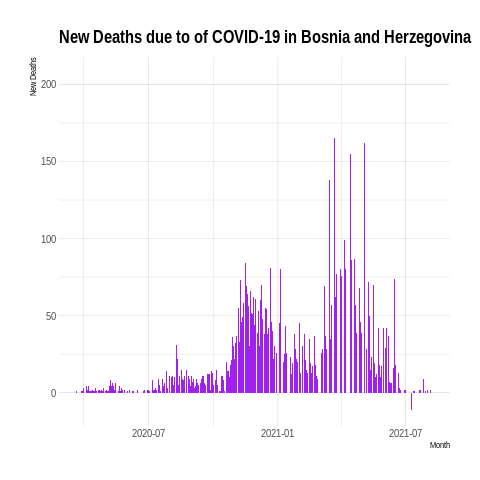 New Deaths due to of COVID-19 in Bosnia and Herzegovina
New Deaths
200
150
100
50
0
2020-07
2021-01
2021-07
Month